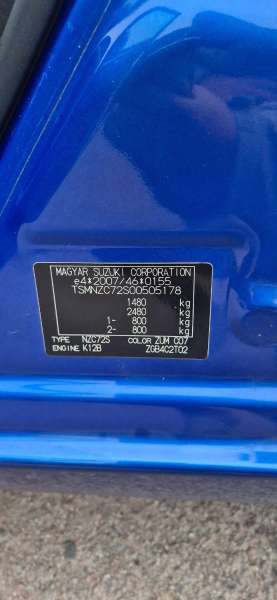 MAGYAR SUZUKI CORPORATION
e4*2007/46*0155
TSMNZC72S00505178
1480 kg
2480 kg
1- 800 kg
2- 800 kg
TYPE NZC72S COLOR ZUM C07
ENGINE K12B ZGB4C2T02